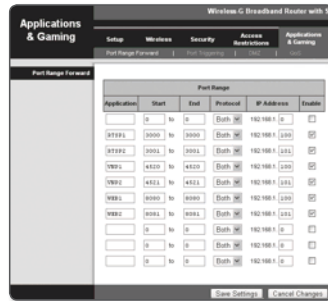 Wireless-G Broadband Router with S
Applications & Gaming
Setup Wireless Security Access Restrictions Applications & Gaming
Port Range Forward | Port Triggering | DMZ | QoS
Port Range Forward
Port Range
Application Start End Protocol IP Address Enable
0 to 0 Both 192.168.1. 0
RTSP1 3000 to 3000 Both 192.168.1. 100
RTSP2 3001 to 3001 Both 192.168.1. 101
4520 to 4520 Both 192.168.1. 100
4521 to 4521 Both 192.168.1. 101
WEB1 8080 to 8080 Both 192.168.1. 100
WEB2 8081 to 8081 Both 192.168.1. 101
0 to 0 Both 192.168.1. 0
0 to 0 Both 192.168.1. 0
0 to 0 Both 192.168.1. 0
Save Settings Cancel Changes